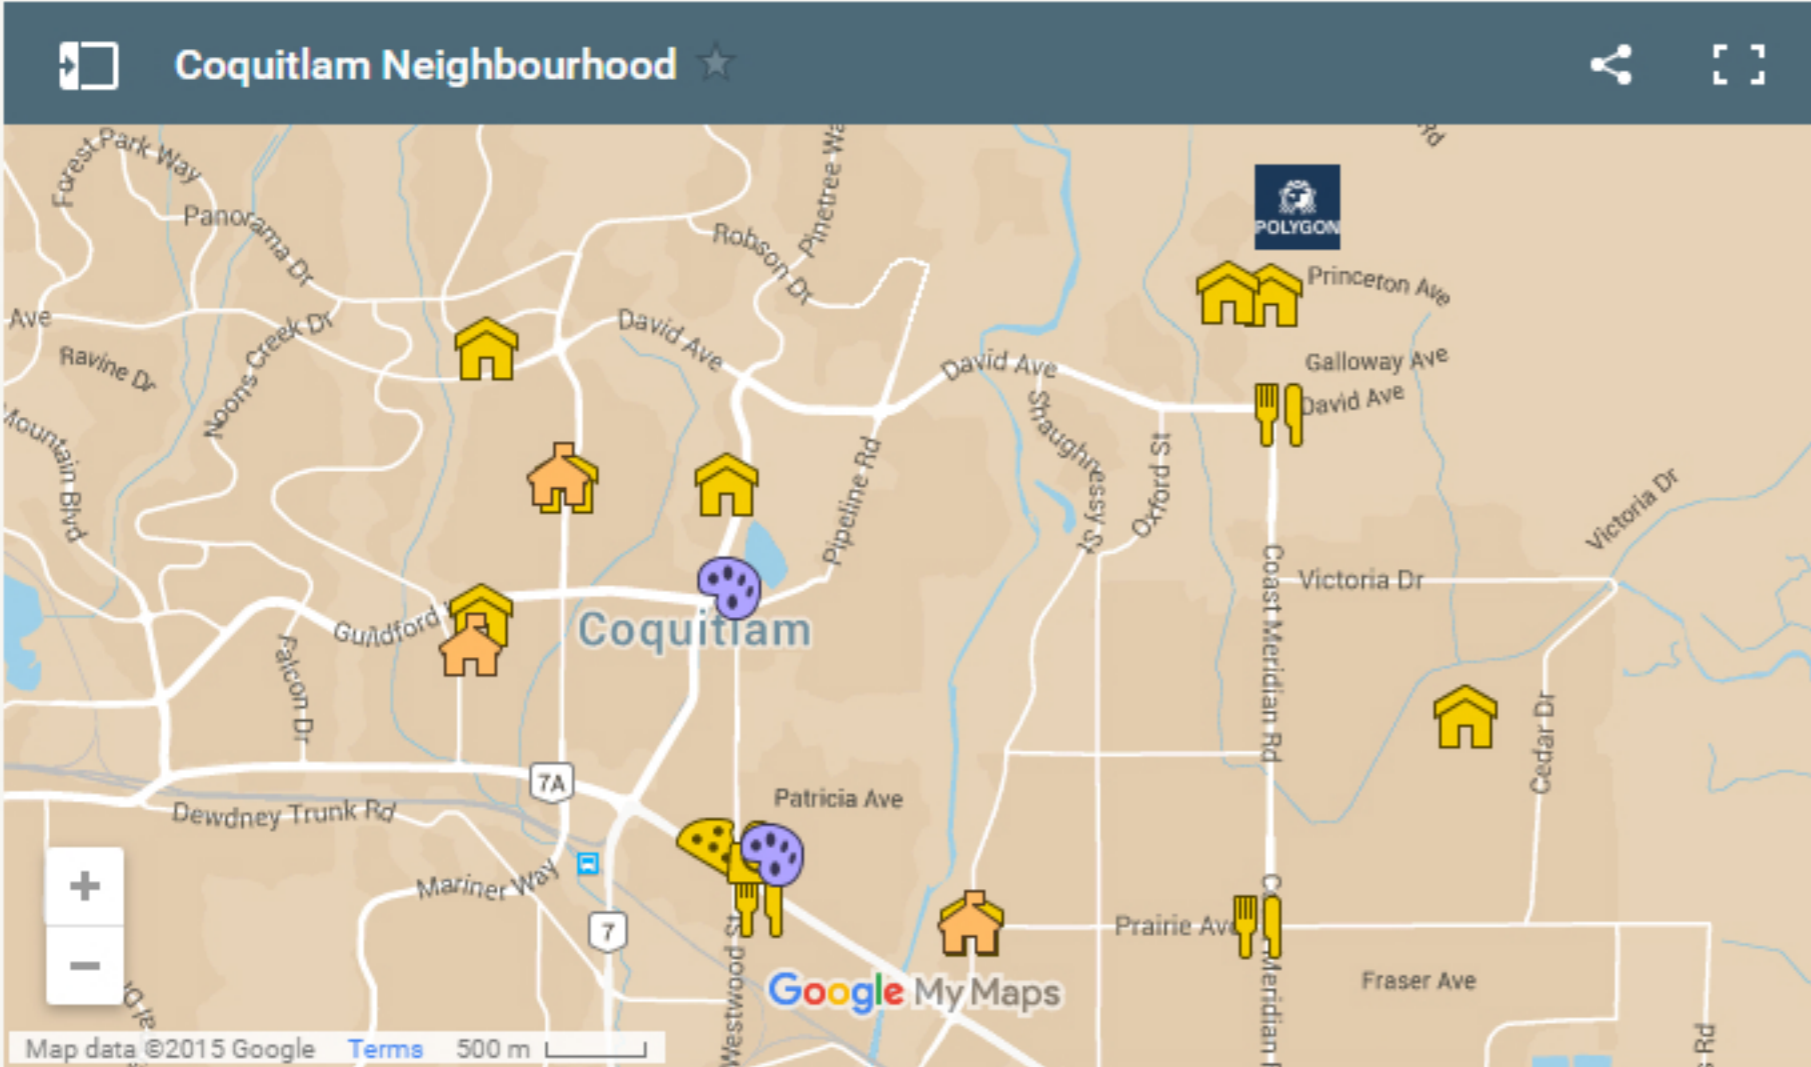 Coquitlam Neighbourhood
Rd
Forest Park Way
Pinetree Wa
POLYGON
Panorama Dr
Robson Dr
Princeton Ave
Ave
Noons Creek Dr
David Ave
David Ave
Galloway Ave
Ravine Dr
David Ave
Mountain Blvd
Shaughnessy St
Pipeline Rd
Oxford St
Victoria Dr
Coast Meridian Rd
Victoria Dr
Guildford
Coquitlam
Falcon Dr
Cedar Dr
7A
Patricia Ave
Dewdney Trunk Rd
Mariner Way
7
Westwood St
Prairie Ave
Meridian
Fraser Ave
Google My Maps
Rd
Map data ©2015 Google Terms 500 m